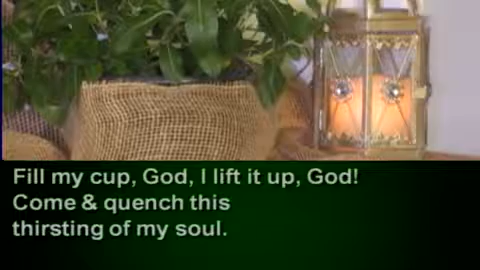 Fill my cup, God, I lift it up, God!
Come & quench this
thirsting of my soul.